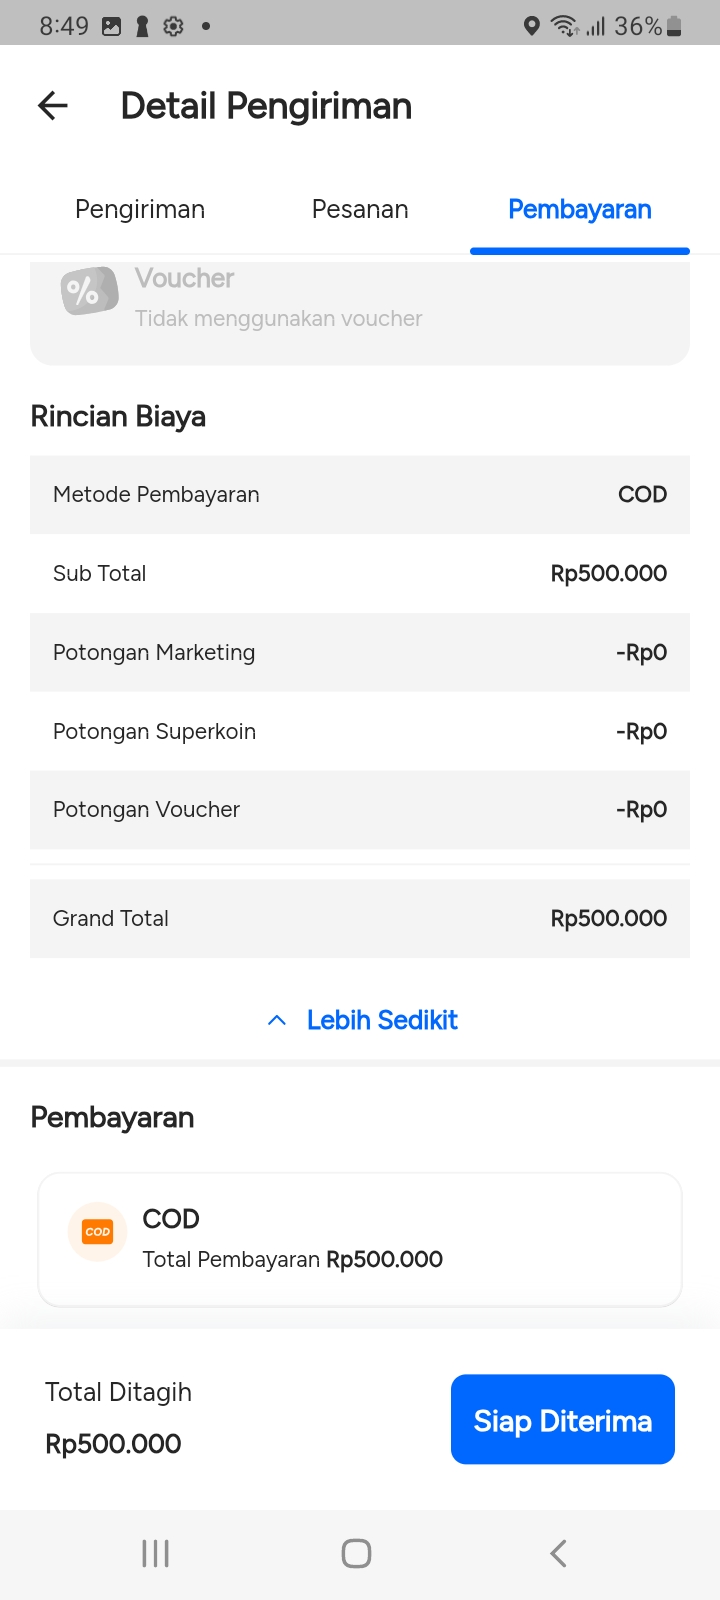 8:49
36%
Detail Pengiriman
Pengiriman Pesanan Pembayaran
%
Voucher
Tidak menggunakan voucher
Rincian Biaya
Metode Pembayaran COD
Sub Total Rp500.000
Potongan Marketing -Rp0
Potongan Superkoin -Rp0
Potongan Voucher -Rp0
Grand Total Rp500.000
Lebih Sedikit
Pembayaran
COD
COD
Total Pembayaran Rp500.000
Total Ditagih
Rp500.000
Siap Diterima